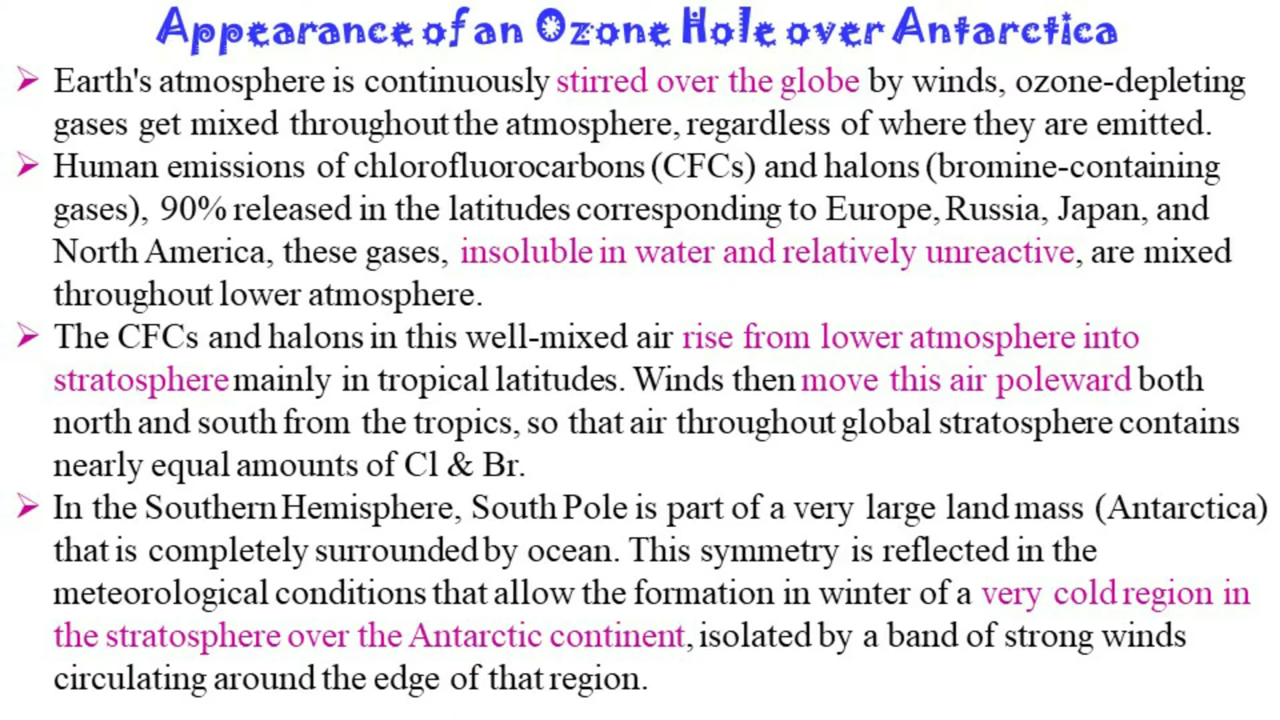 Appearance of an Ozone Hole over Antarctica
➢ Earth's atmosphere is continuously stirred over the globe by winds, ozone-depleting
gases get mixed throughout the atmosphere, regardless of where they are emitted.
➢ Human emissions of chlorofluorocarbons (CFCs) and halons (bromine-containing
gases), 90% released in the latitudes corresponding to Europe, Russia, Japan, and
North America, these gases, insoluble in water and relatively unreactive, are mixed
throughout lower atmosphere.
➢ The CFCs and halons in this well-mixed air rise from lower atmosphere into
stratosphere mainly in tropical latitudes. Winds then move this air poleward both
north and south from the tropics, so that air throughout global stratosphere contains
nearly equal amounts of Cl & Br.
➢ In the Southern Hemisphere, South Pole is part of a very large land mass (Antarctica)
that is completely surrounded by ocean. This symmetry is reflected in the
meteorological conditions that allow the formation in winter of a very cold region in
the stratosphere over the Antarctic continent, isolated by a band of strong winds
circulating around the edge of that region.